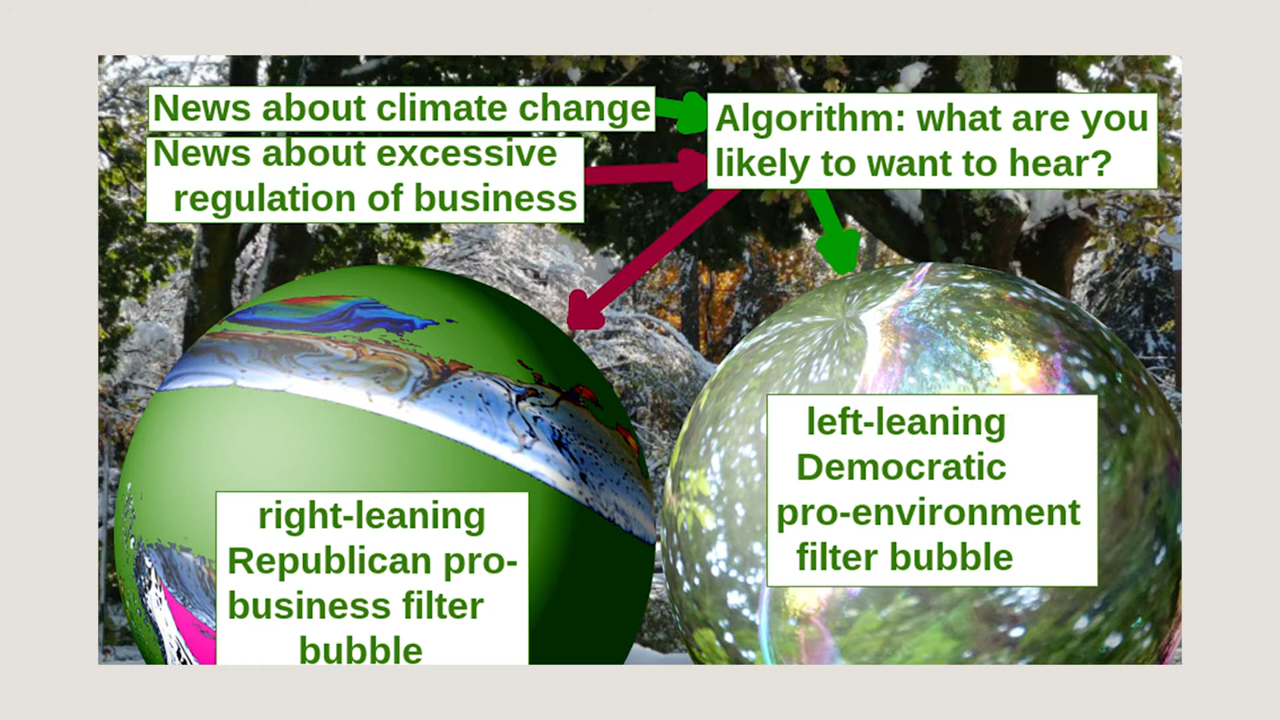 News about climate change
News about excessive
regulation of business
Algorithm: what are you
likely to want to hear?
left-leaning
Democratic
pro-environment
filter bubble
right-leaning
Republican pro-
business filter
bubble